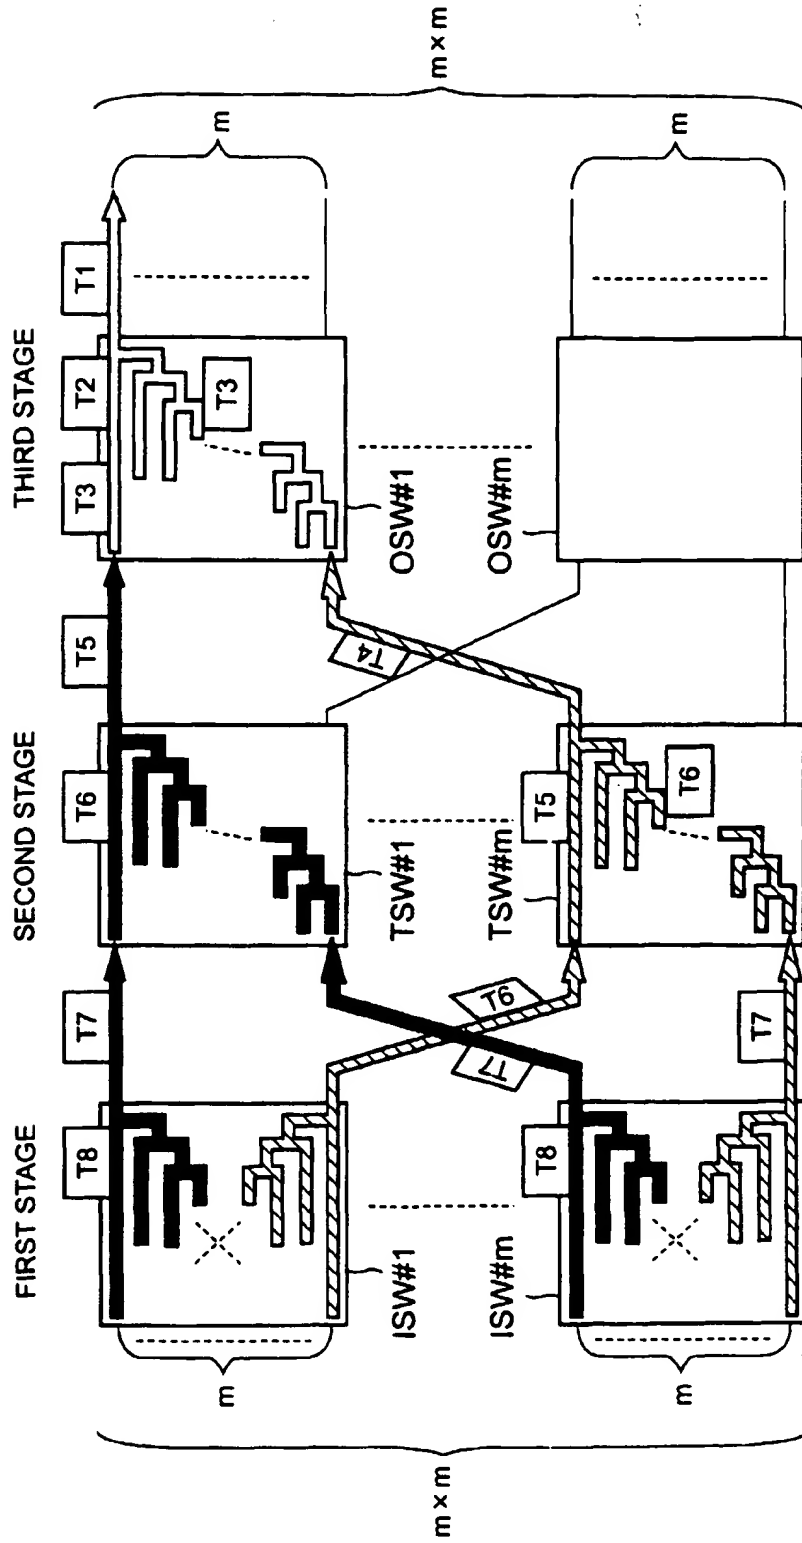 FIRST STAGE
SECOND STAGE
THIRD STAGE
T8
T7
T6
T5
T3
T2
T1
T3
m
m
m × m
m × m
ISW#1
TSW#1
OSW#1
T7
T6
T4
ISW#m
TSW#m
OSW#m
T8
T7
T5
T6
m
m